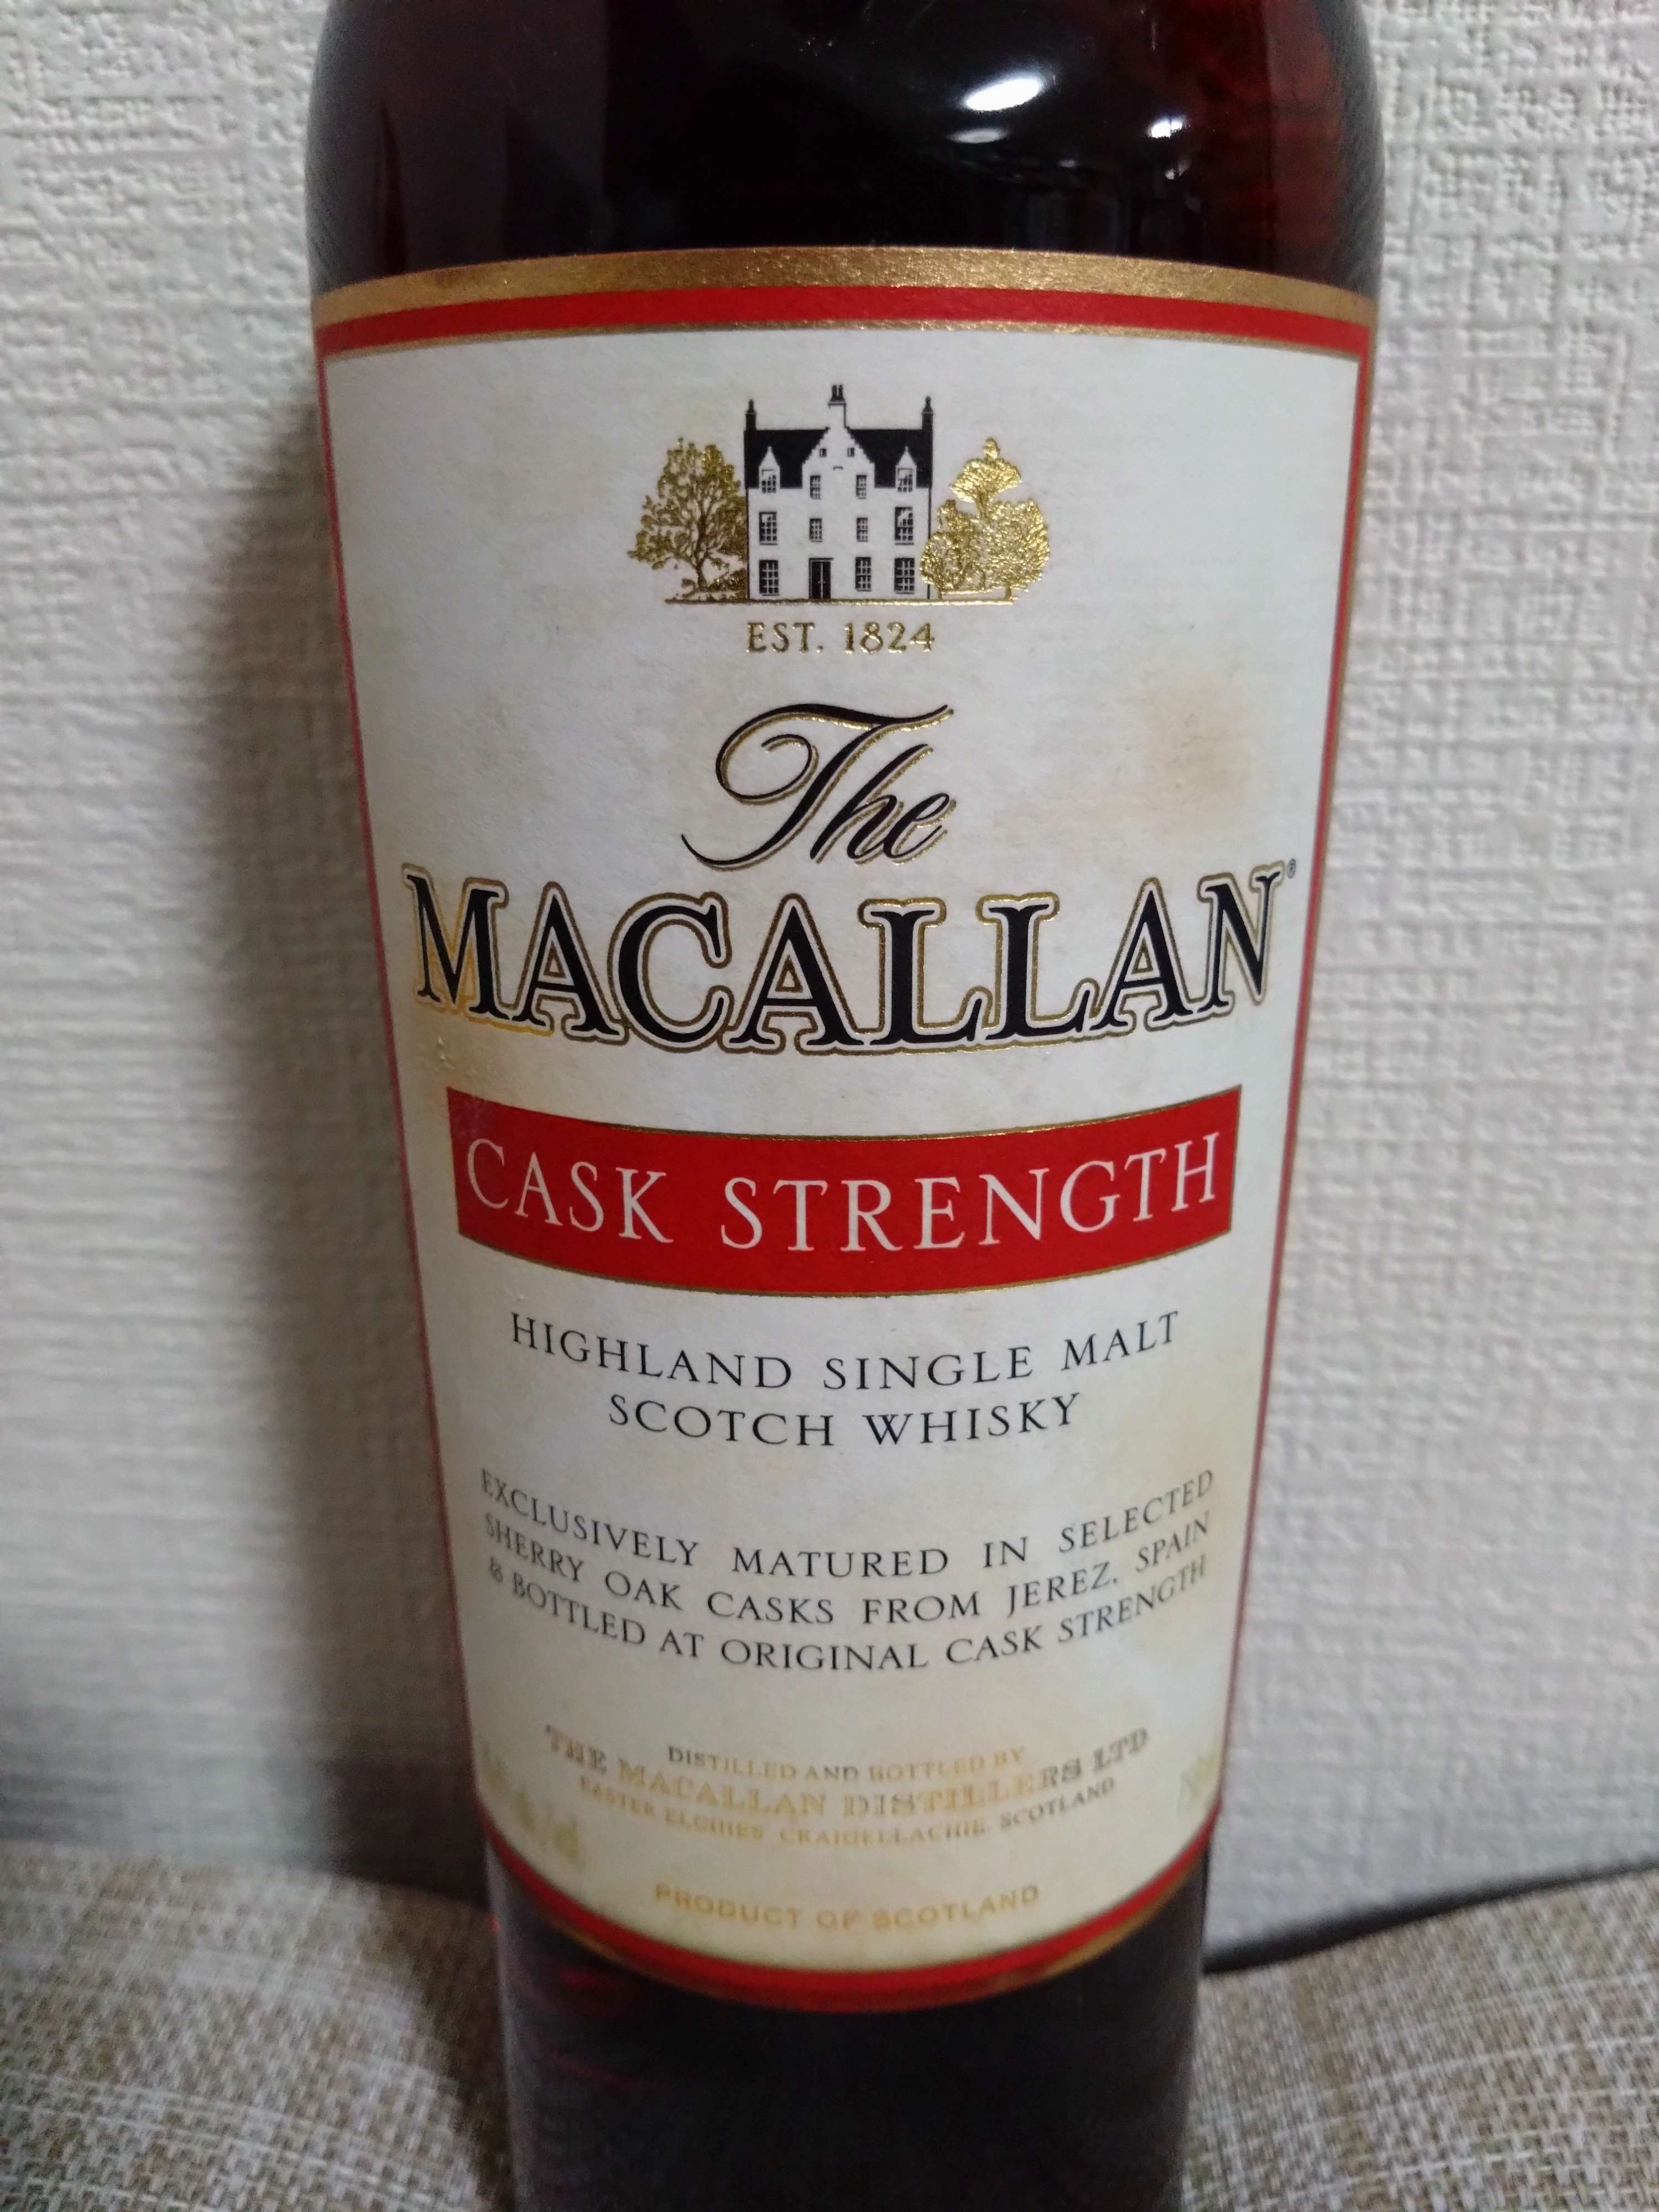 EST. 1824
The
MACALLAN®
CASK STRENGTH
HIGHLAND SINGLE MALT
SCOTCH WHISKY
EXCLUSIVELY MATURED IN SELECTED
SHERRY OAK CASKS FROM JEREZ, SPAIN
& BOTTLED AT ORIGINAL CASK STRENGTH
DISTILLED AND BOTTLED BY
THE MACALLAN DISTILLERS LTD
EASTER ELCHIES CRAIGELLACHIE SCOTLAND
PRODUCT OF SCOTLAND